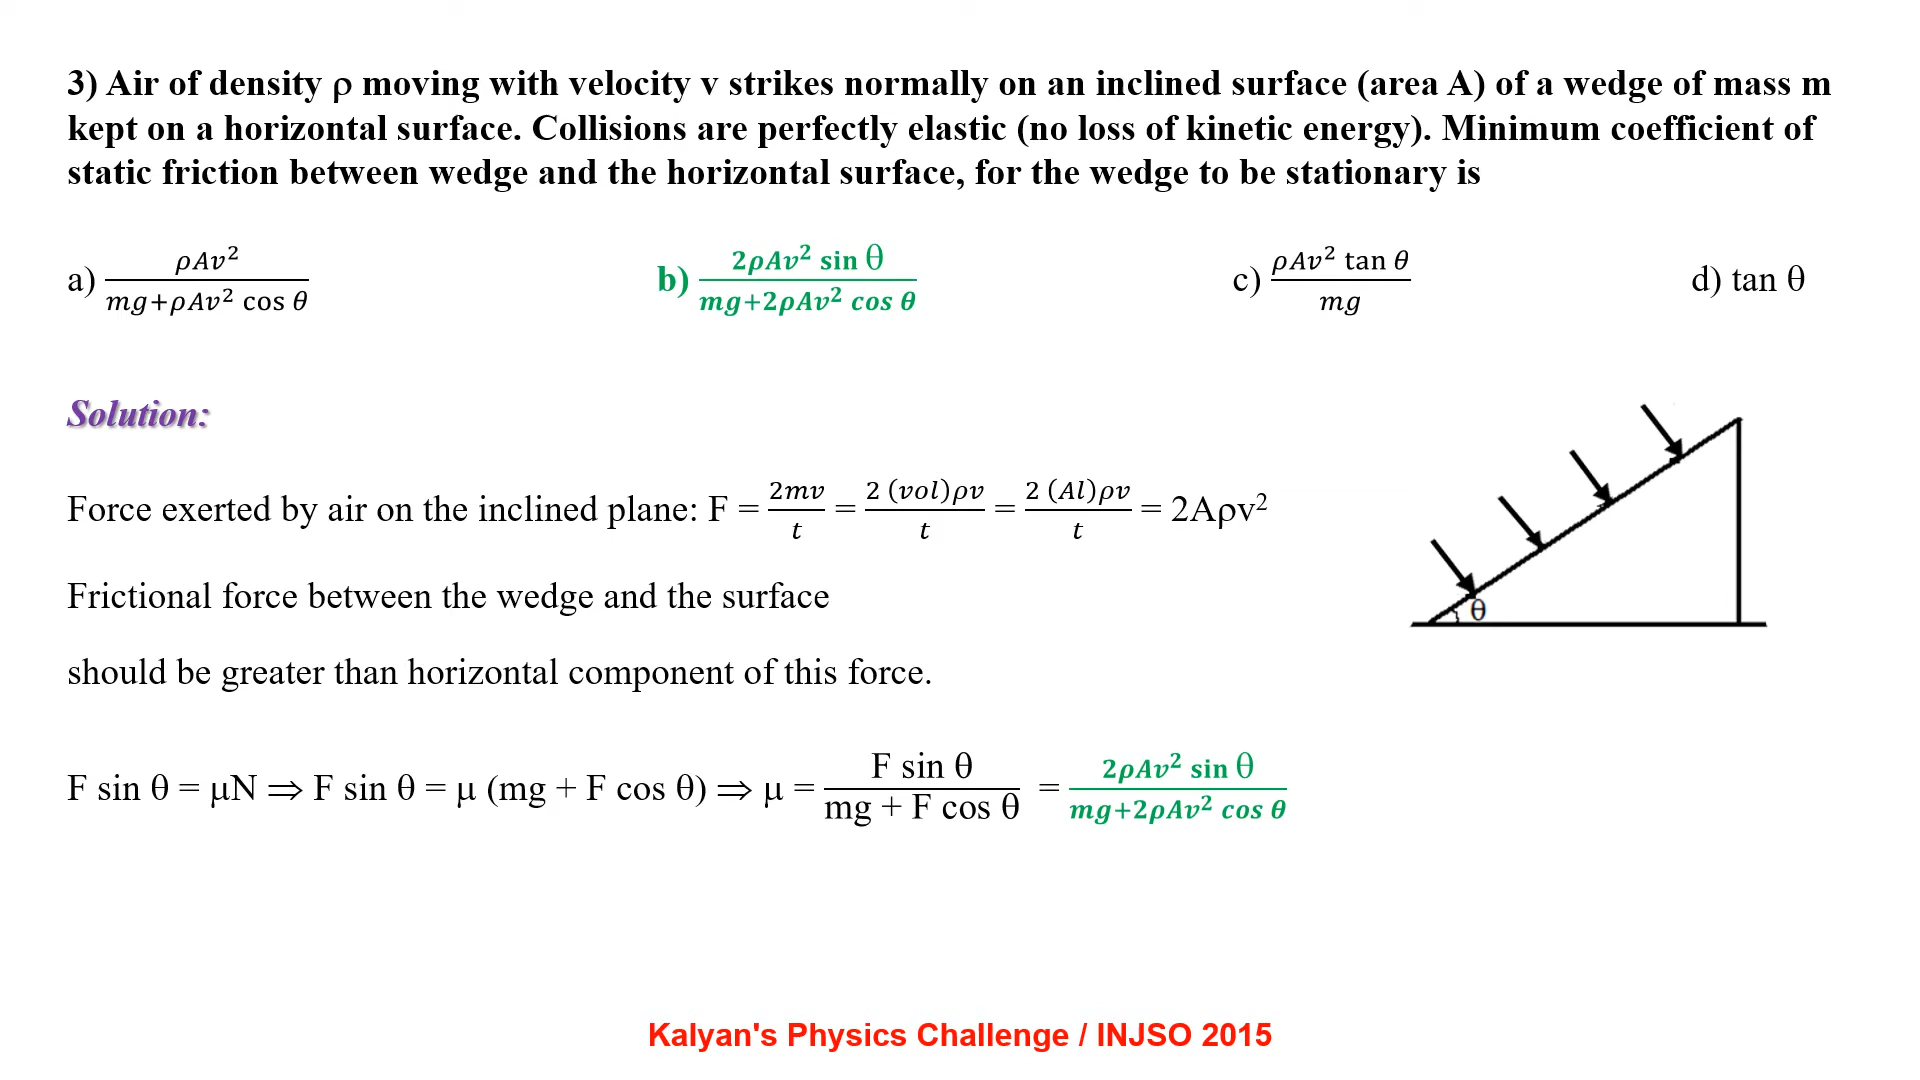 3) Air of density ρ moving with velocity v strikes normally on an inclined surface (area A) of a wedge of mass m
kept on a horizontal surface. Collisions are perfectly elastic (no loss of kinetic energy). Minimum coefficient of
static friction between wedge and the horizontal surface, for the wedge to be stationary is
a) ρAv²/(mg+ρAv² cos θ) b) 2ρAv² sin θ/(mg+2ρAv² cos θ) c) ρAv² tan θ/mg d) tan θ
Solution:
Force exerted by air on the inclined plane: F = 2mv/t = 2 (vol)ρv/t = 2 (Al)ρv/t = 2Aρv²
Frictional force between the wedge and the surface
should be greater than horizontal component of this force.
θ
F sin θ = μN ⇒ F sin θ = μ (mg + F cos θ) ⇒ μ = F sin θ/(mg + F cos θ) = 2ρAv² sin θ/(mg+2ρAv² cos θ)
Kalyan's Physics Challenge / INJSO 2015